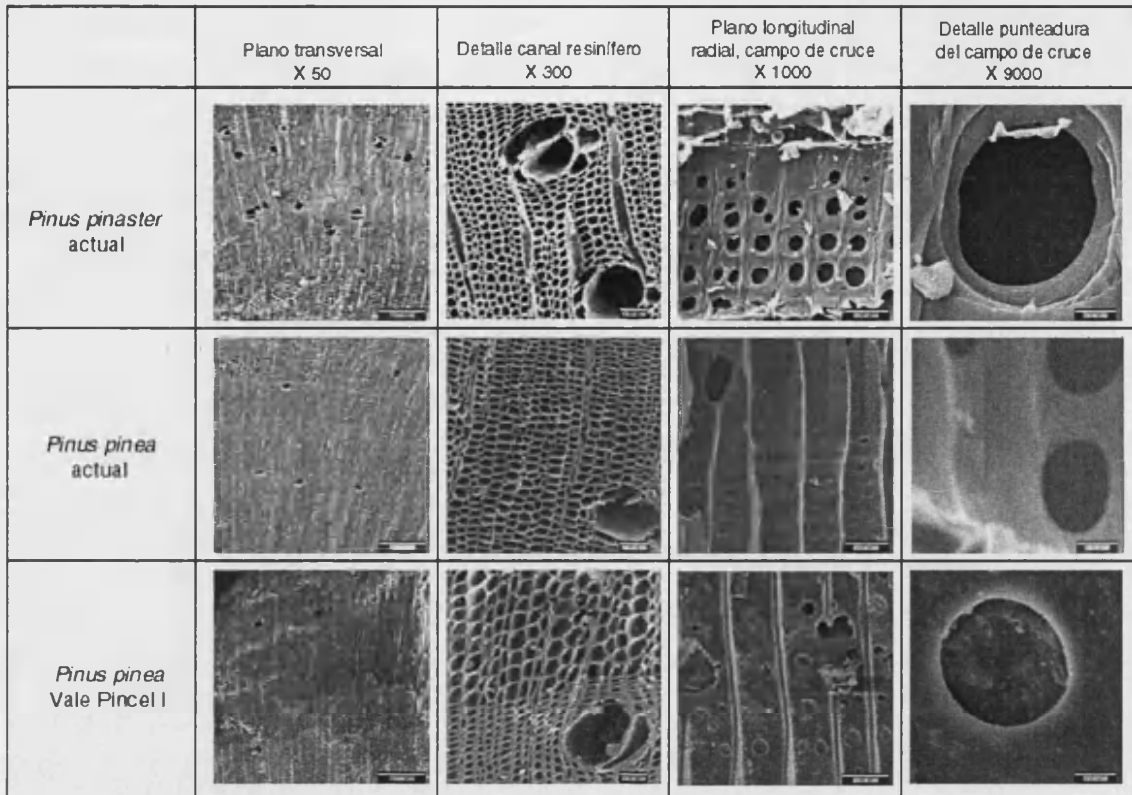 Plano transversal
X 50
Detalle canal resinífero
X 300
Plano longitudinal
radial, campo de cruce
X 1000
Detalle punteadura
del campo de cruce
X 9000
Pinus pinaster
actual
Pinus pinea
actual
Pinus pinea
Vale Pincel I